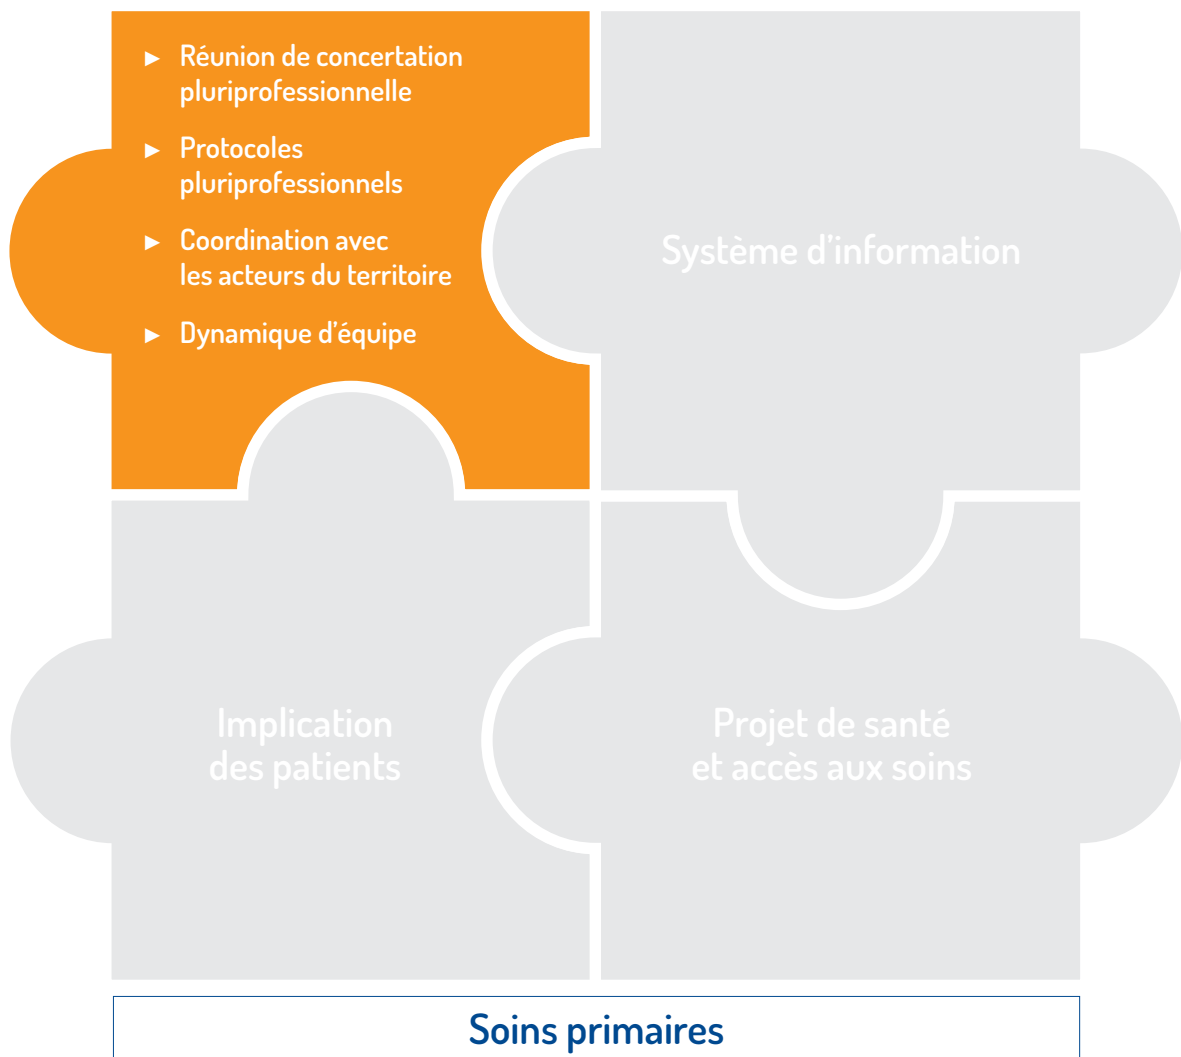 ► Réunion de concertation
pluriprofessionnelle
► Protocoles
pluriprofessionnels
► Coordination avec
les acteurs du territoire
► Dynamique d’équipe
Système d’information
Implication
des patients
Projet de santé
et accès aux soins
Soins primaires